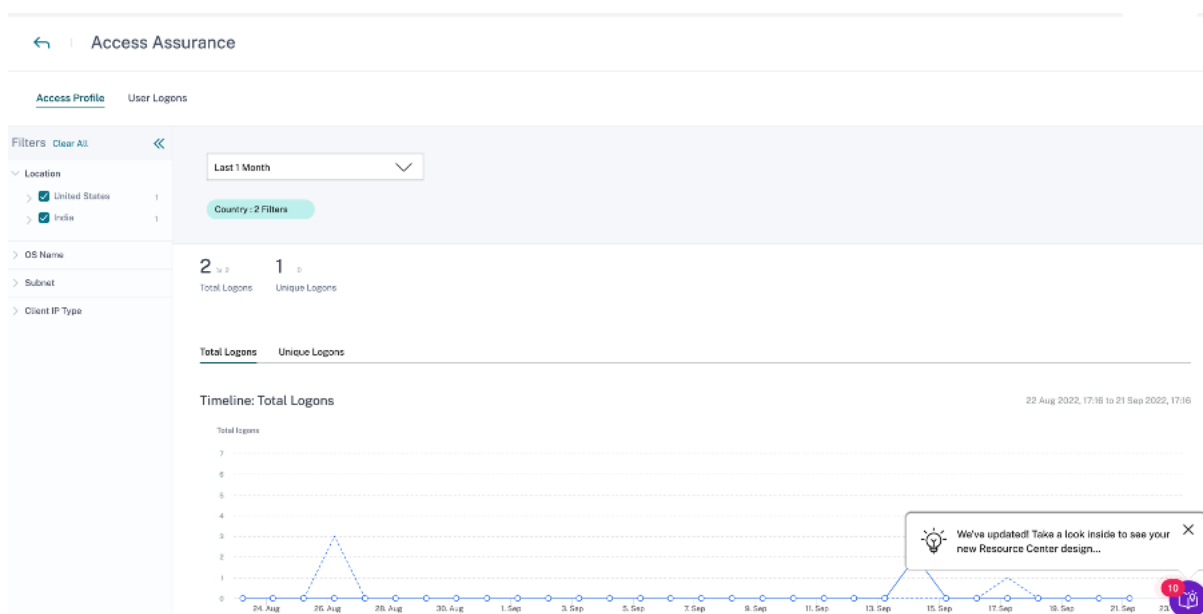 Access Assurance
Access Profile User Logons
Filters Clear All
Location
United States 1
India 1
OS Name
Subnet
Client IP Type
Last 1 Month
Country : 2 Filters
2 2
Total Logons
1 0
Unique Logons
Total Logons Unique Logons
Timeline: Total Logons
22 Aug 2022, 17:16 to 21 Sep 2022, 17:16
Total logons
7
6
5
4
3
2
1
0
24. Aug 26. Aug 28. Aug 30. Aug 1. Sep 3. Sep 5. Sep 7. Sep 9. Sep 11. Sep 13. Sep 15. Sep 17. Sep 19. Sep 21. Sep 23.
We've updated! Take a look inside to see your
new Resource Center design...
10